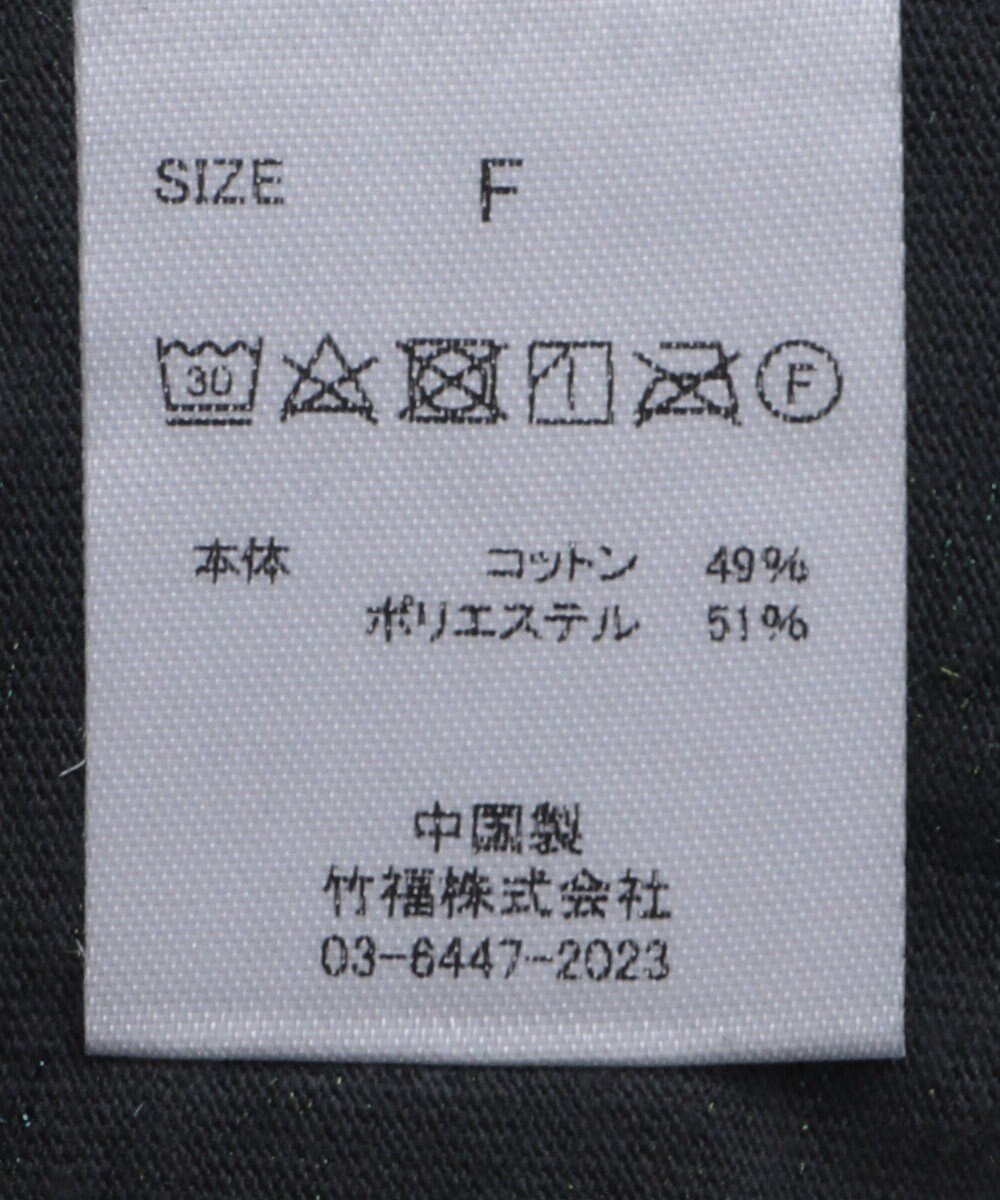 SIZE F
30 F
本体 コットン 49%
ポリエステル 51%
中国製
竹福株式会社
03-6447-2023